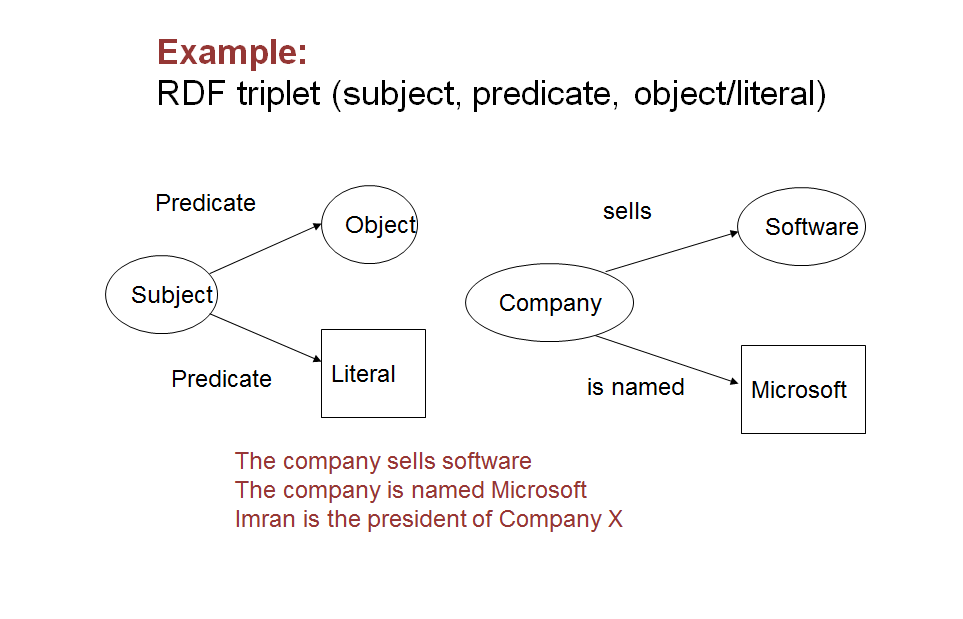 Example:
RDF triplet (subject, predicate, object/literal)
Predicate
Object
Subject
Predicate
Literal
sells
Software
Company
is named
Microsoft
The company sells software
The company is named Microsoft
Imran is the president of Company X